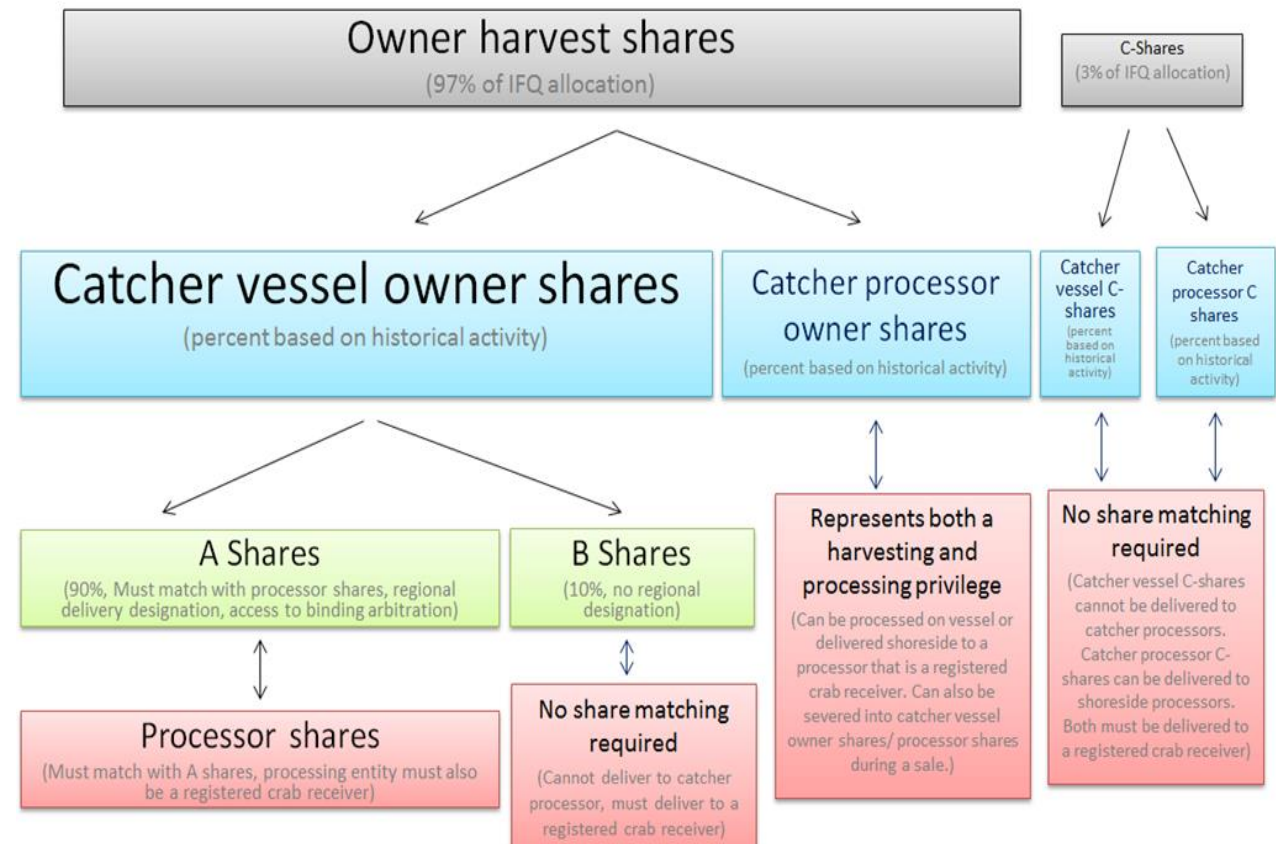 Owner harvest shares
(97% of IFQ allocation)
C-Shares
(3% of IFQ allocation)
Catcher vessel owner shares
(percent based on historical activity)
Catcher processor
owner shares
(percent based on historical activity)
Catcher
vessel C-
shares
(percent
based on
historical
activity)
Catcher
processor C
shares
(percent based
on historical
activity)
A Shares
(90%, Must match with processor shares, regional
delivery designation, access to binding arbitration)
B Shares
(10%, no regional
designation)
Represents both a
harvesting and
processing privilege
(Can be processed on vessel or
delivered shoreside to a
processor that is a registered
crab receiver. Can also be
severed into catcher vessel
owner shares/ processor shares
during a sale.)
No share matching
required
(Catcher vessel C-shares
cannot be delivered to
catcher processors.
Catcher processor C-
shares can be delivered to
shoreside processors.
Both must be delivered to
a registered crab receiver)
Processor shares
(Must match with A shares, processing entity must also
be a registered crab receiver)
No share matching
required
(Cannot deliver to catcher
processor, must deliver to a
registered crab receiver)